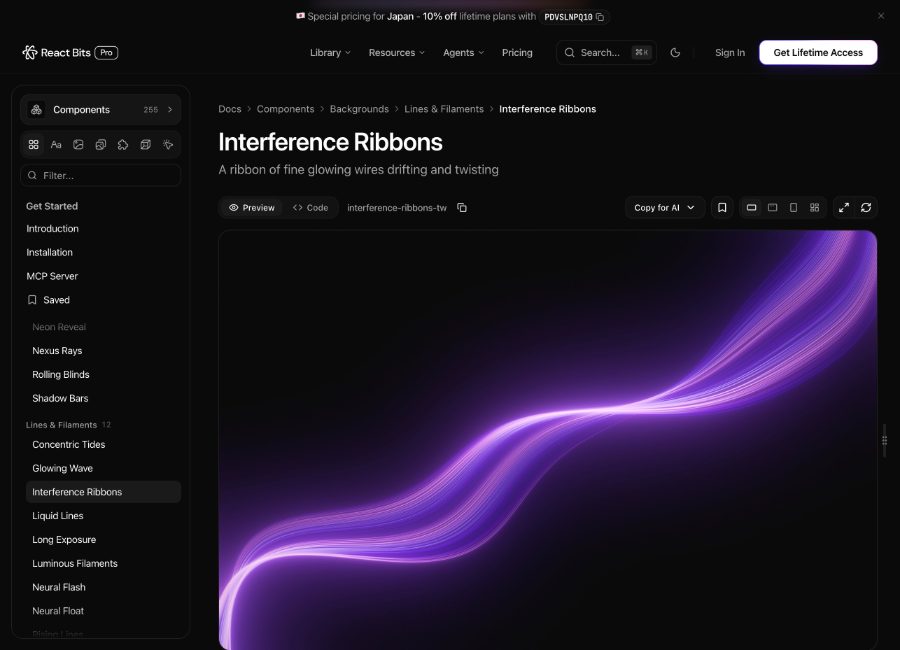 Special pricing for Japan - 10% off lifetime plans with PDVSLNPQ10
React Bits Pro
Library
Resources
Agents
Pricing
Search...
⌘K
Sign In
Get Lifetime Access
Components 255
Aa
Filter...
Get Started
Introduction
Installation
MCP Server
Saved
Neon Reveal
Nexus Rays
Rolling Blinds
Shadow Bars
Lines & Filaments 12
Concentric Tides
Glowing Wave
Interference Ribbons
Liquid Lines
Long Exposure
Luminous Filaments
Neural Flash
Neural Float
Rising Lines
Docs > Components > Backgrounds > Lines & Filaments > Interference Ribbons
Interference Ribbons
A ribbon of fine glowing wires drifting and twisting
Preview
Code
interference-ribbons-tw
Copy for AI